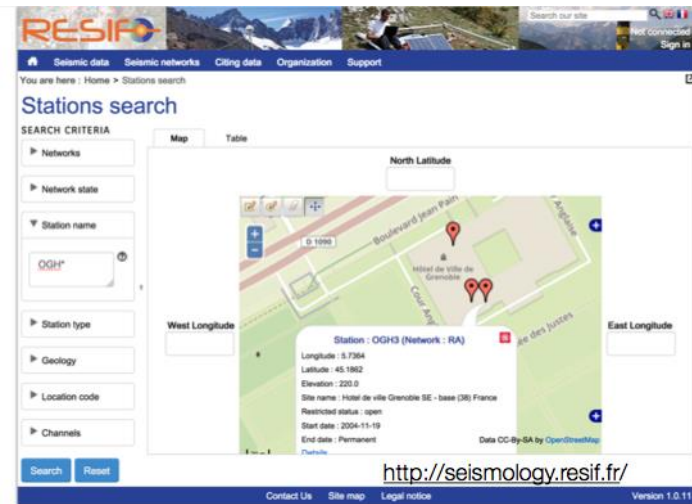 RESIF
Search our site
Not connected
Sign in
Seismic data Seismic networks Citing data Organization Support
You are here : Home > Stations search
Stations search
SEARCH CRITERIA
Map Table
Networks
North Latitude
Network state
Station name
OGH*
Boulevard Jean Pain
D 1090
Hôtel de Ville de
Grenoble
Station type
West Longitude
East Longitude
Station : OGH3 (Network : RA)
Longitude : 5.7364
Geology
Latitude : 45.1862
Elevation : 220.0
Site name : Hotel de ville Grenoble SE - base (38) France
Location code
Restricted status : open
Start date : 2004-11-19
Channels
End date : Permanent
Data CC-By-SA by OpenStreetMap
Details
Search Reset
http://seismology.resif.fr/
Contact Us Site map Legal notice Version 1.0.11